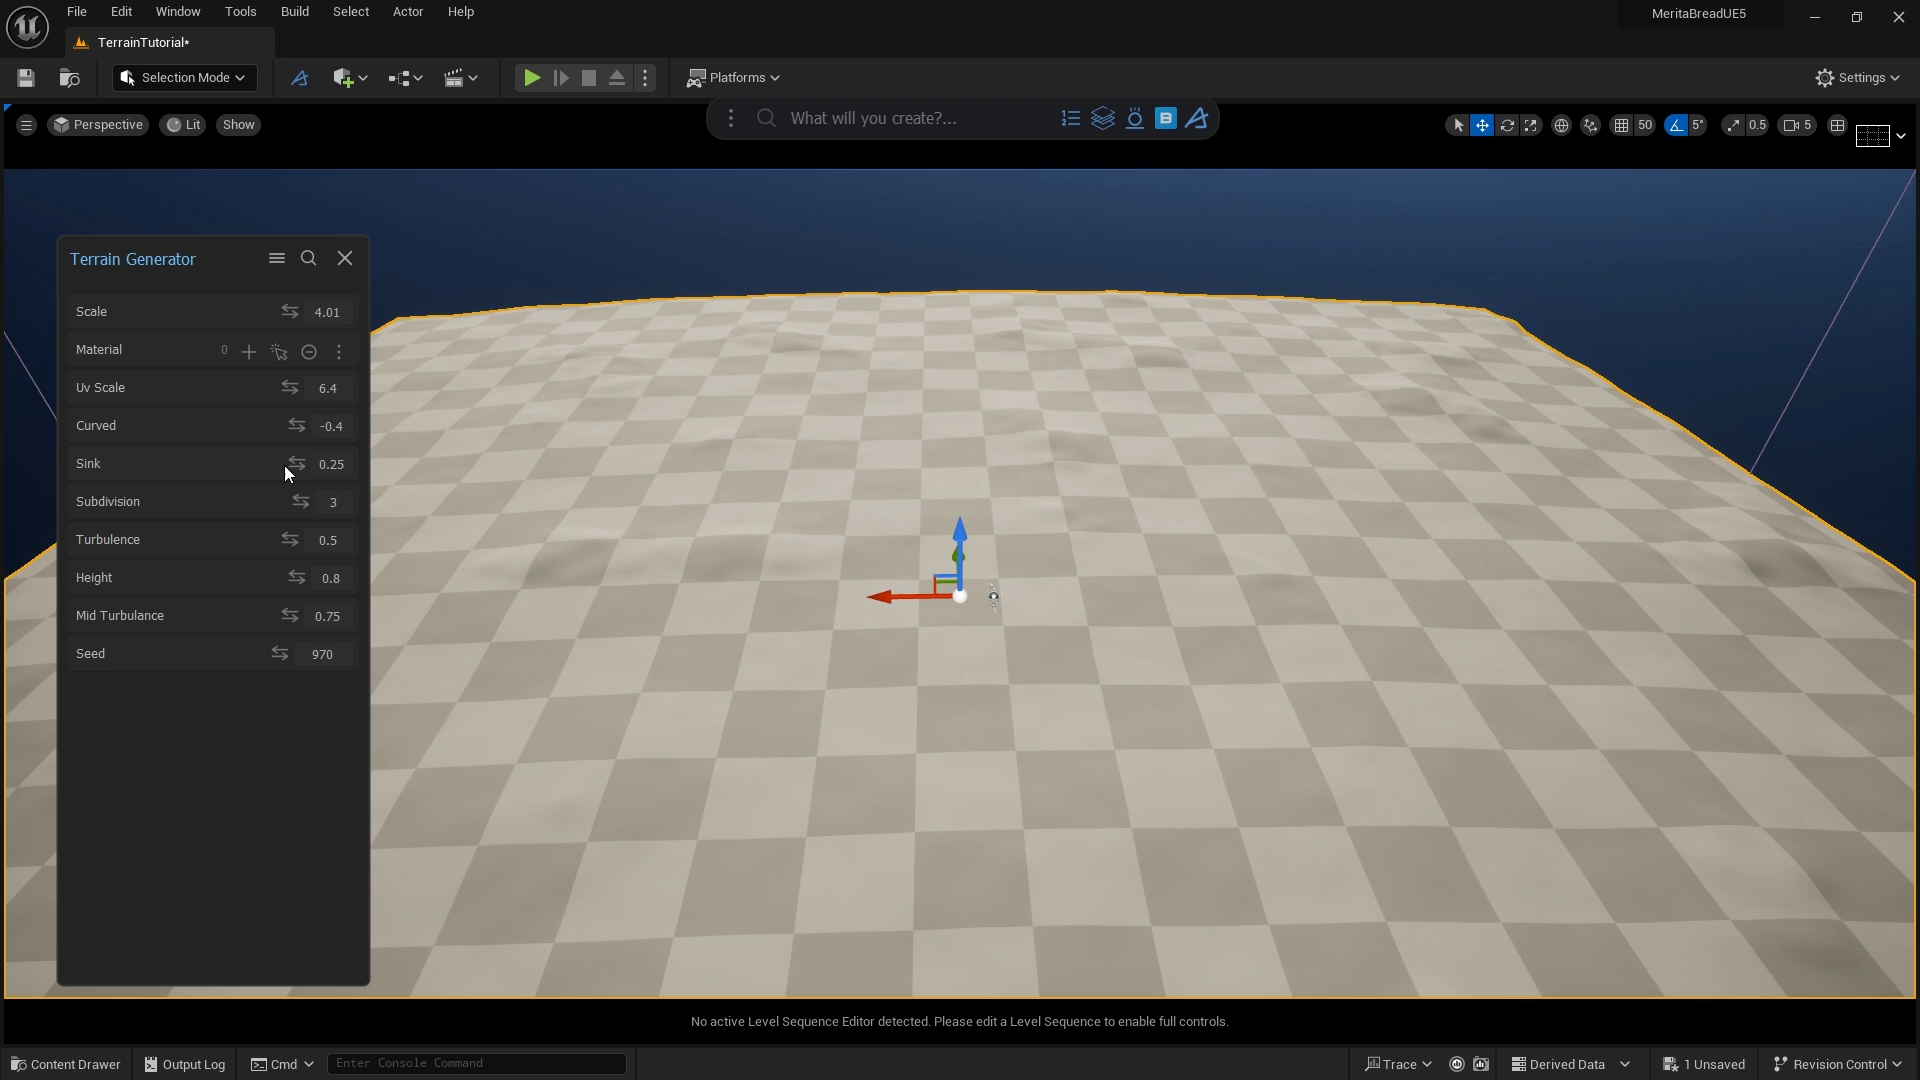 File Edit Window Tools Build Select Actor Help
MeritaBreadUE5
TerrainTutorial*
Selection Mode
Platforms
Settings
Perspective
Lit
Show
What will you create?...
B
50
5°
0.5
5
Terrain Generator
Scale 4.01
Material 0
Uv Scale 6.4
Curved -0.4
Sink 0.25
Subdivision 3
Turbulence 0.5
Height 0.8
Mid Turbulence 0.75
Seed 970
No active Level Sequence Editor detected. Please edit a Level Sequence to enable full controls.
Content Drawer
Output Log
Cmd
Enter Console Command
Trace
Derived Data
1 Unsaved
Revision Control